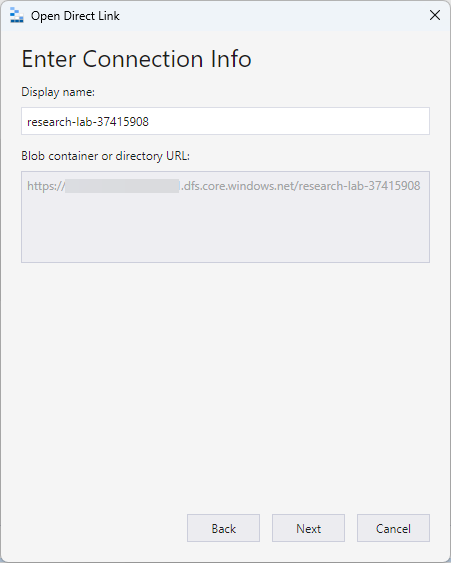 Open Direct Link
Enter Connection Info
Display name:
research-lab-37415908
Blob container or directory URL:
https:// .dfs.core.windows.net/research-lab-37415908
Back Next Cancel